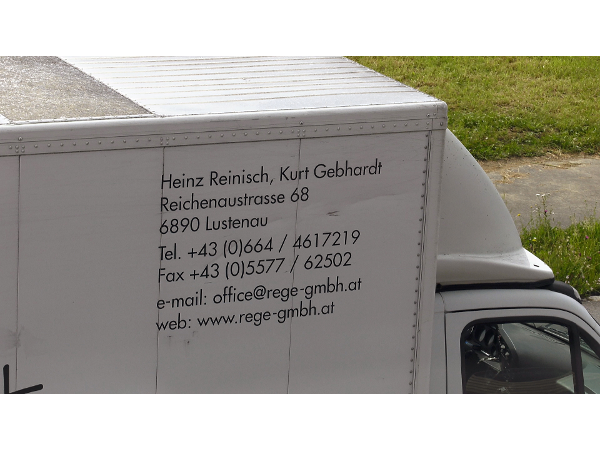 Heinz Reinisch, Kurt Gebhardt
Reichenaustrasse 68
6890 Lustenau
Tel. +43 (0)664 / 4617219
Fax +43 (0)5577 / 62502
e-mail: office@rege-gmbh.at
web: www.rege-gmbh.at